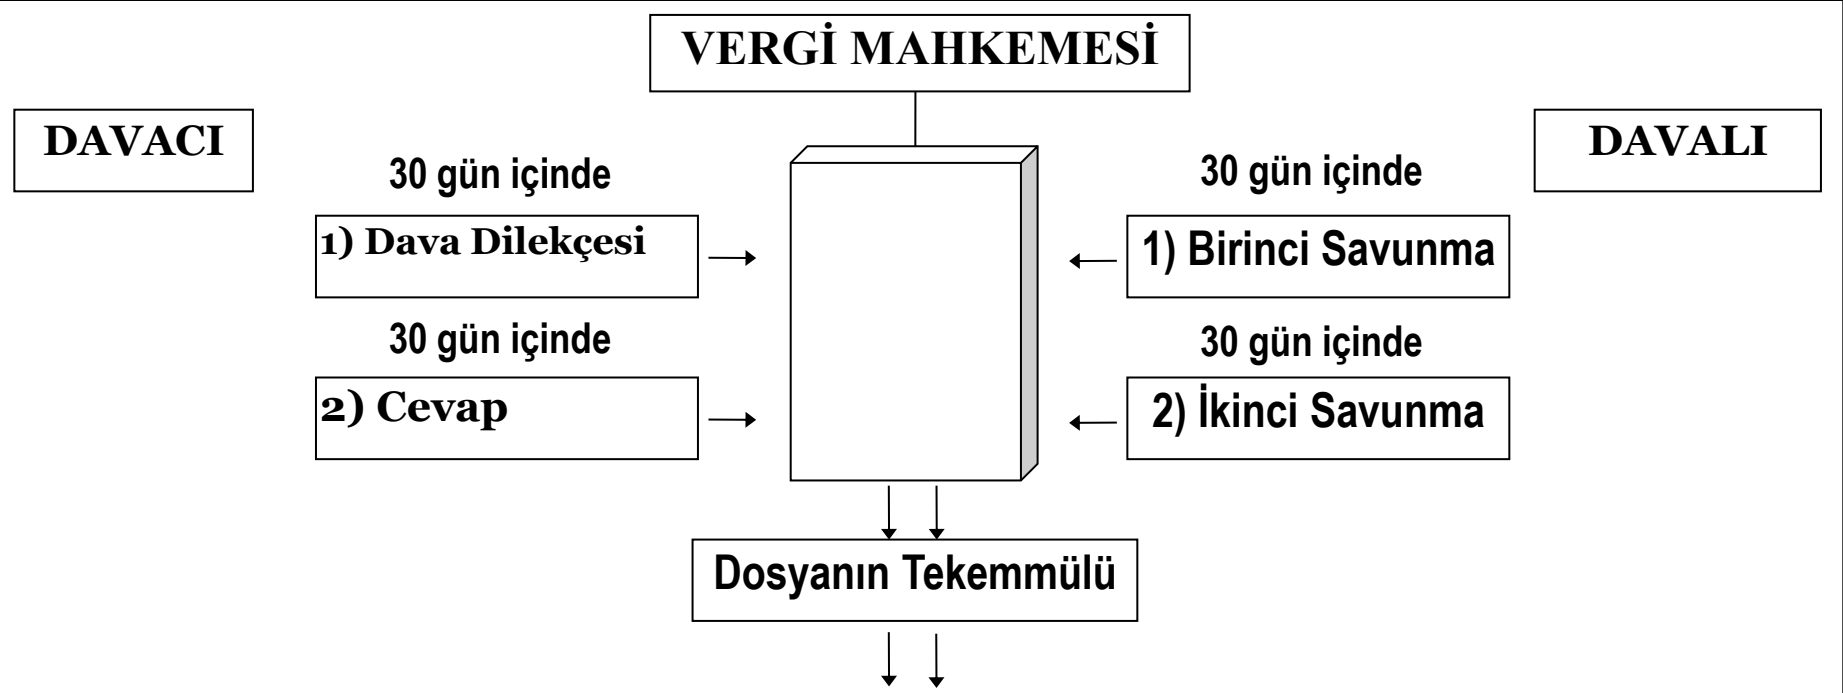 VERGİ MAHKEMESİ
DAVACI
DAVALI
30 gün içinde
30 gün içinde
1) Dava Dilekçesi
1) Birinci Savunma
30 gün içinde
30 gün içinde
2) Cevap
2) İkinci Savunma
Dosyanın Tekemmülü